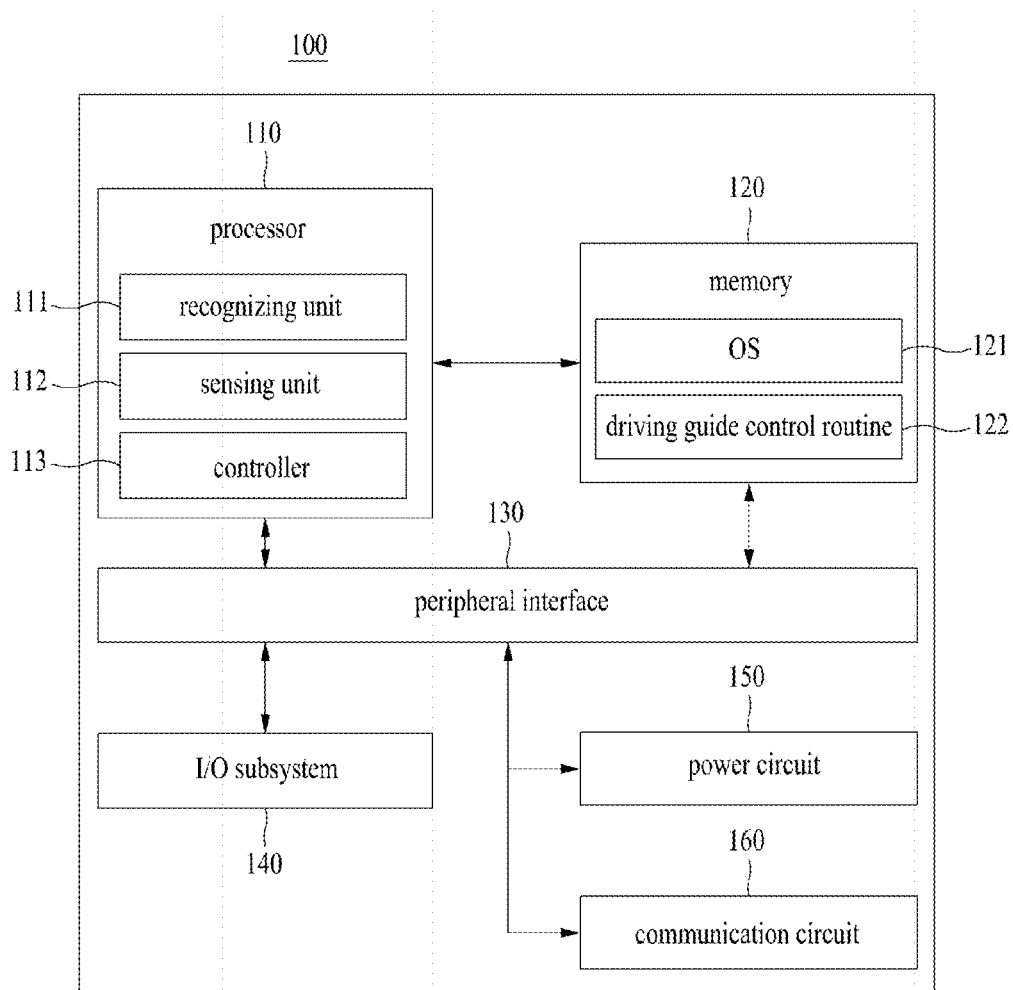 100
110
processor
111
recognizing unit
112
sensing unit
113
controller
120
memory
OS
121
driving guide control routine
122
130
peripheral interface
I/O subsystem
140
150
power circuit
160
communication circuit